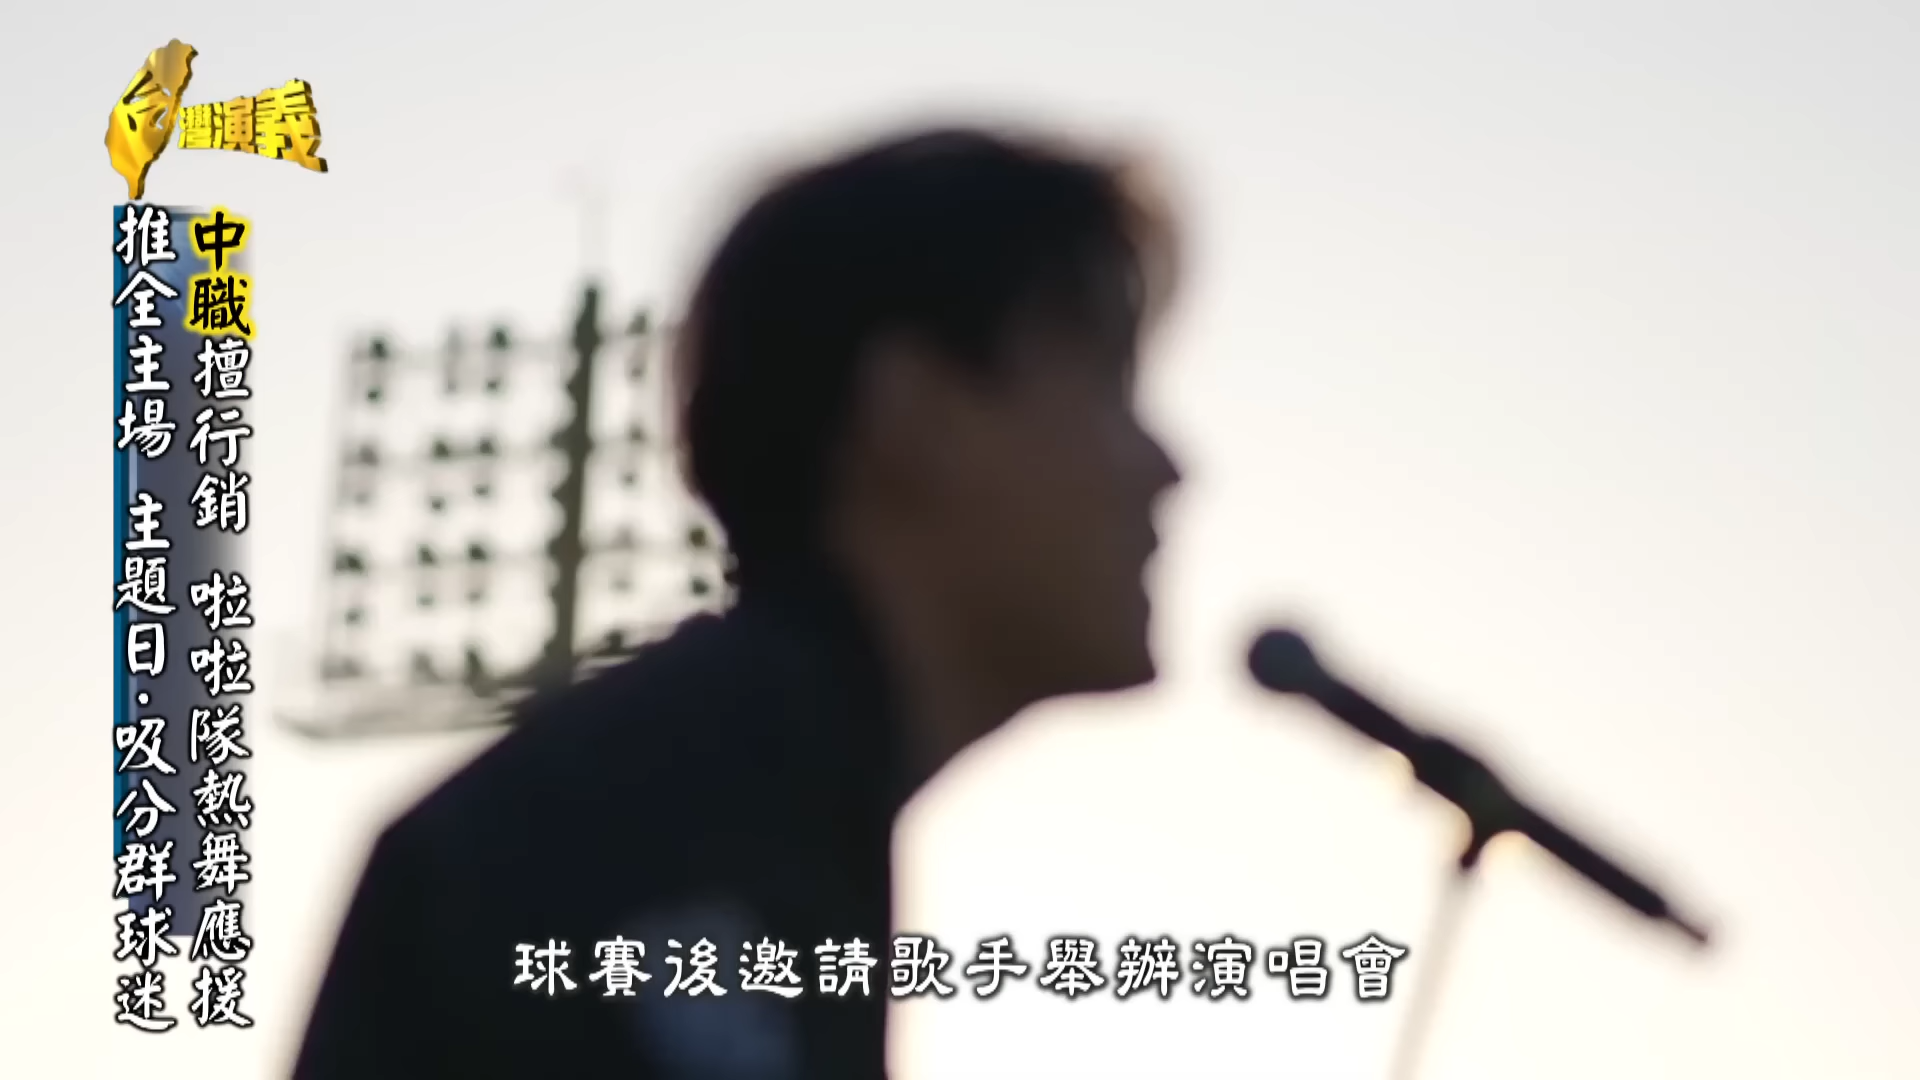 台灣演義
中職擅行銷 啦啦隊熱舞應援
推全主場 主題日·吸分群球迷
球賽後邀請歌手舉辦演唱會